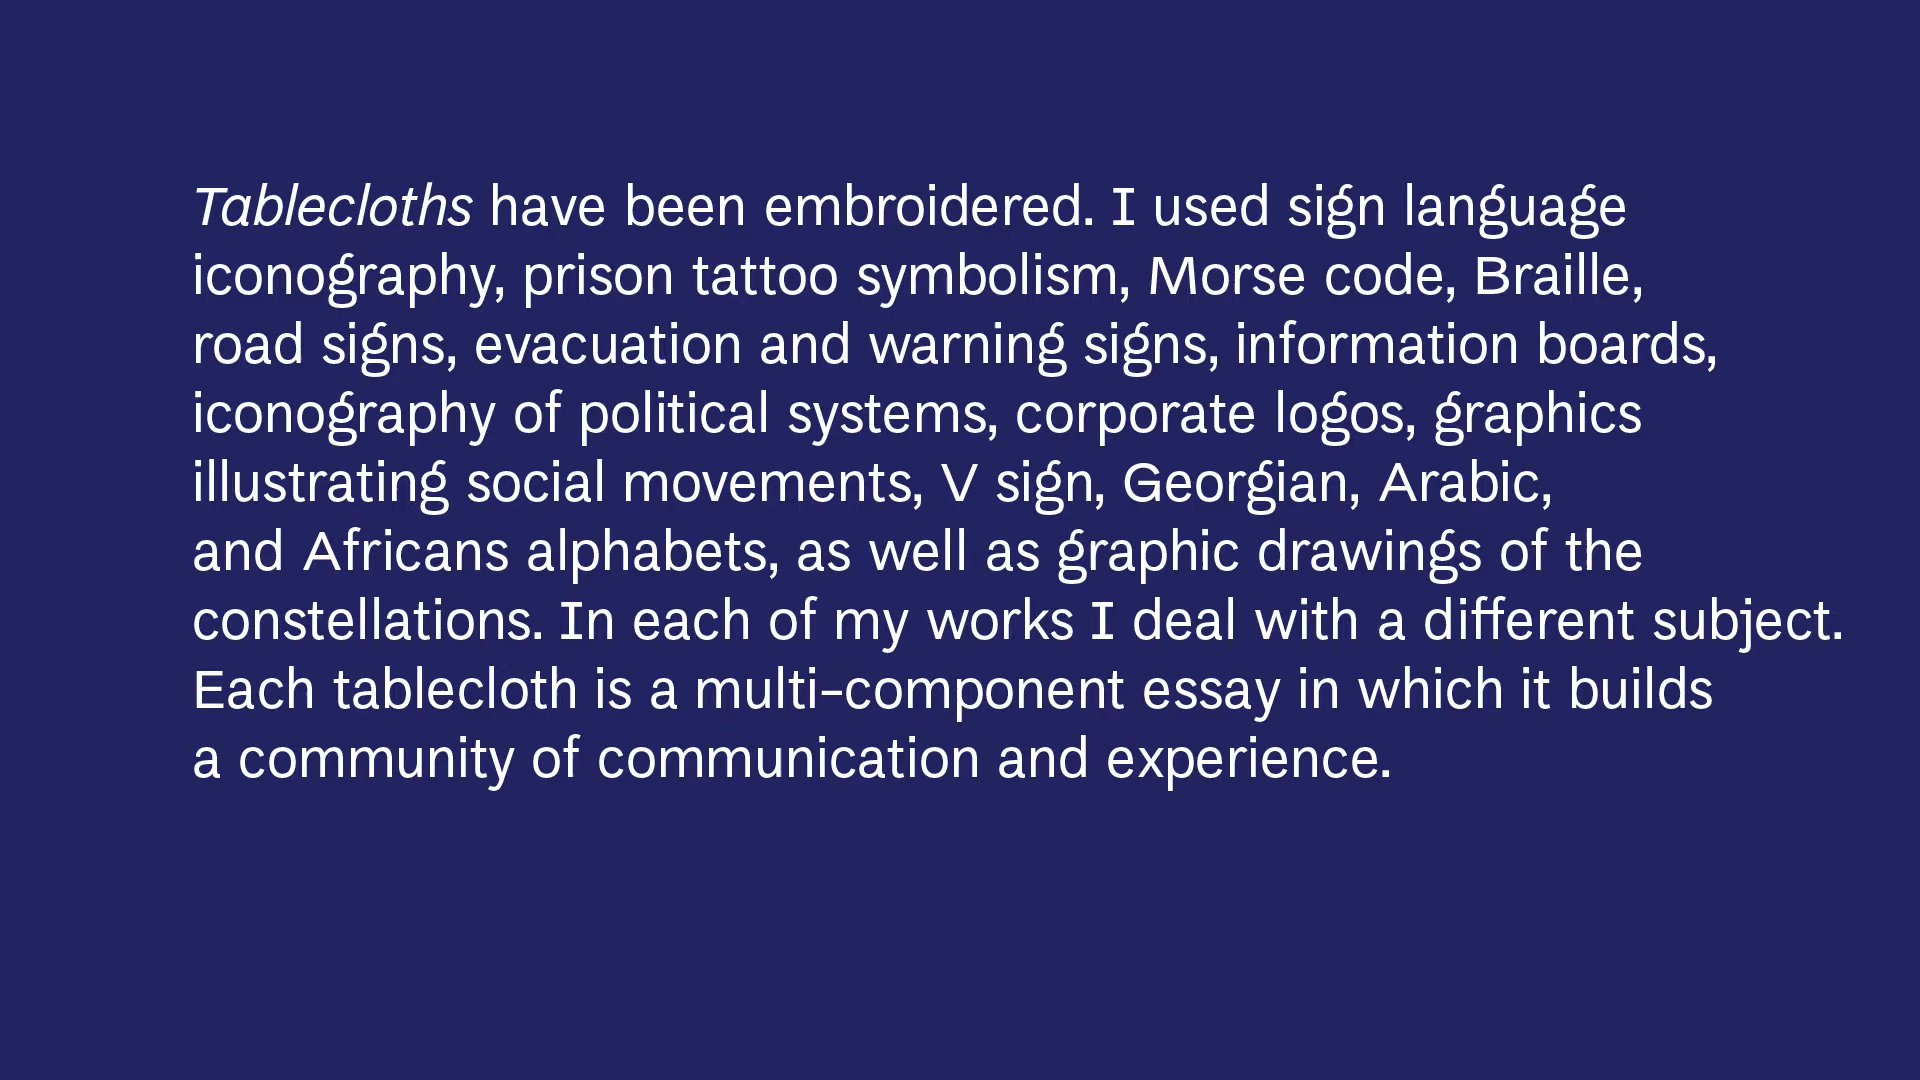 Tablecloths have been embroidered. I used sign language
iconography, prison tattoo symbolism, Morse code, Braille,
road signs, evacuation and warning signs, information boards,
iconography of political systems, corporate logos, graphics
illustrating social movements, V sign, Georgian, Arabic,
and Africans alphabets, as well as graphic drawings of the
constellations. In each of my works I deal with a different subject.
Each tablecloth is a multi-component essay in which it builds
a community of communication and experience.